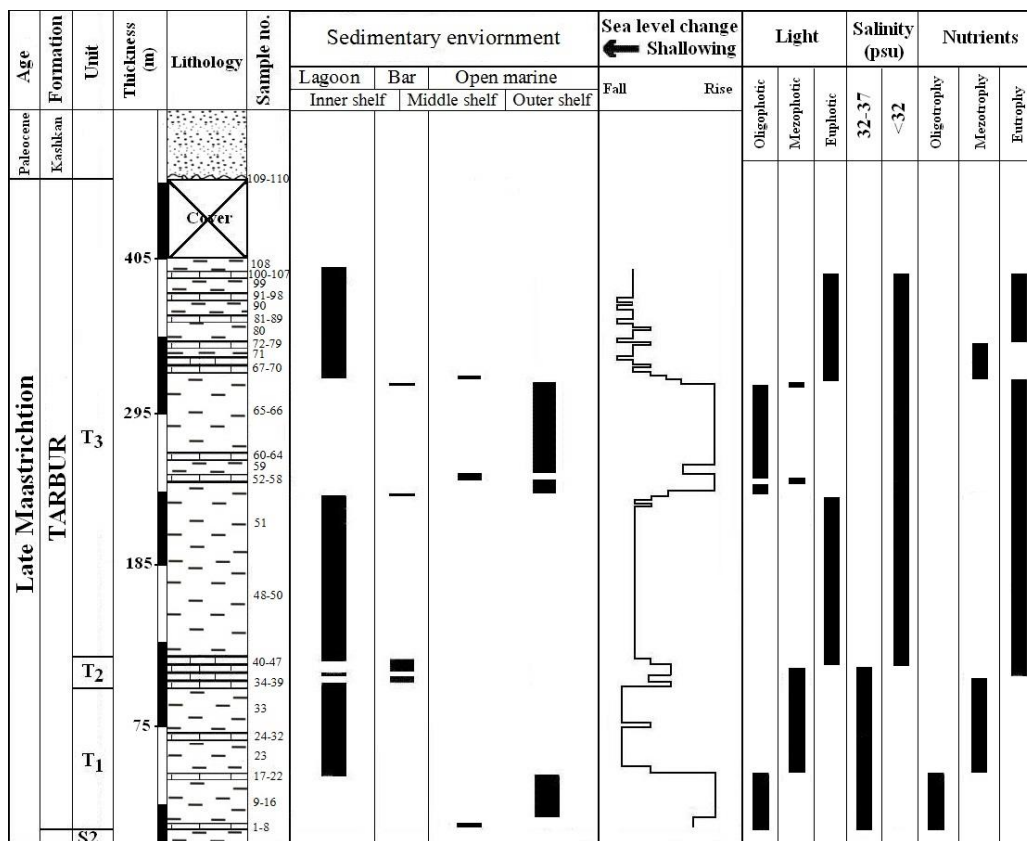 Age
Formation
Unit
Thickness
(m)
Lithology
Sample no.
Sedimentary enviornment
Lagoon
Bar
Open marine
Inner shelf
Middle shelf
Outer shelf
Sea level change
Shallowing
Fall
Rise
Light
Oligophotic
Mezophotic
Euphotic
Salinity
(psu)
32-37
<32
Nutrients
Oligotrophy
Mezotrophy
Eutrophy
Paleocene
Kashkan
Late Maastrichtion
TARBUR
T3
T2
T1
S2
405
295
185
75
Cover
109-110
108
100-107
99
91-98
90
81-89
80
72-79
71
67-70
65-66
60-64
59
52-58
51
48-50
40-47
34-39
33
24-32
23
17-22
9-16
1-8